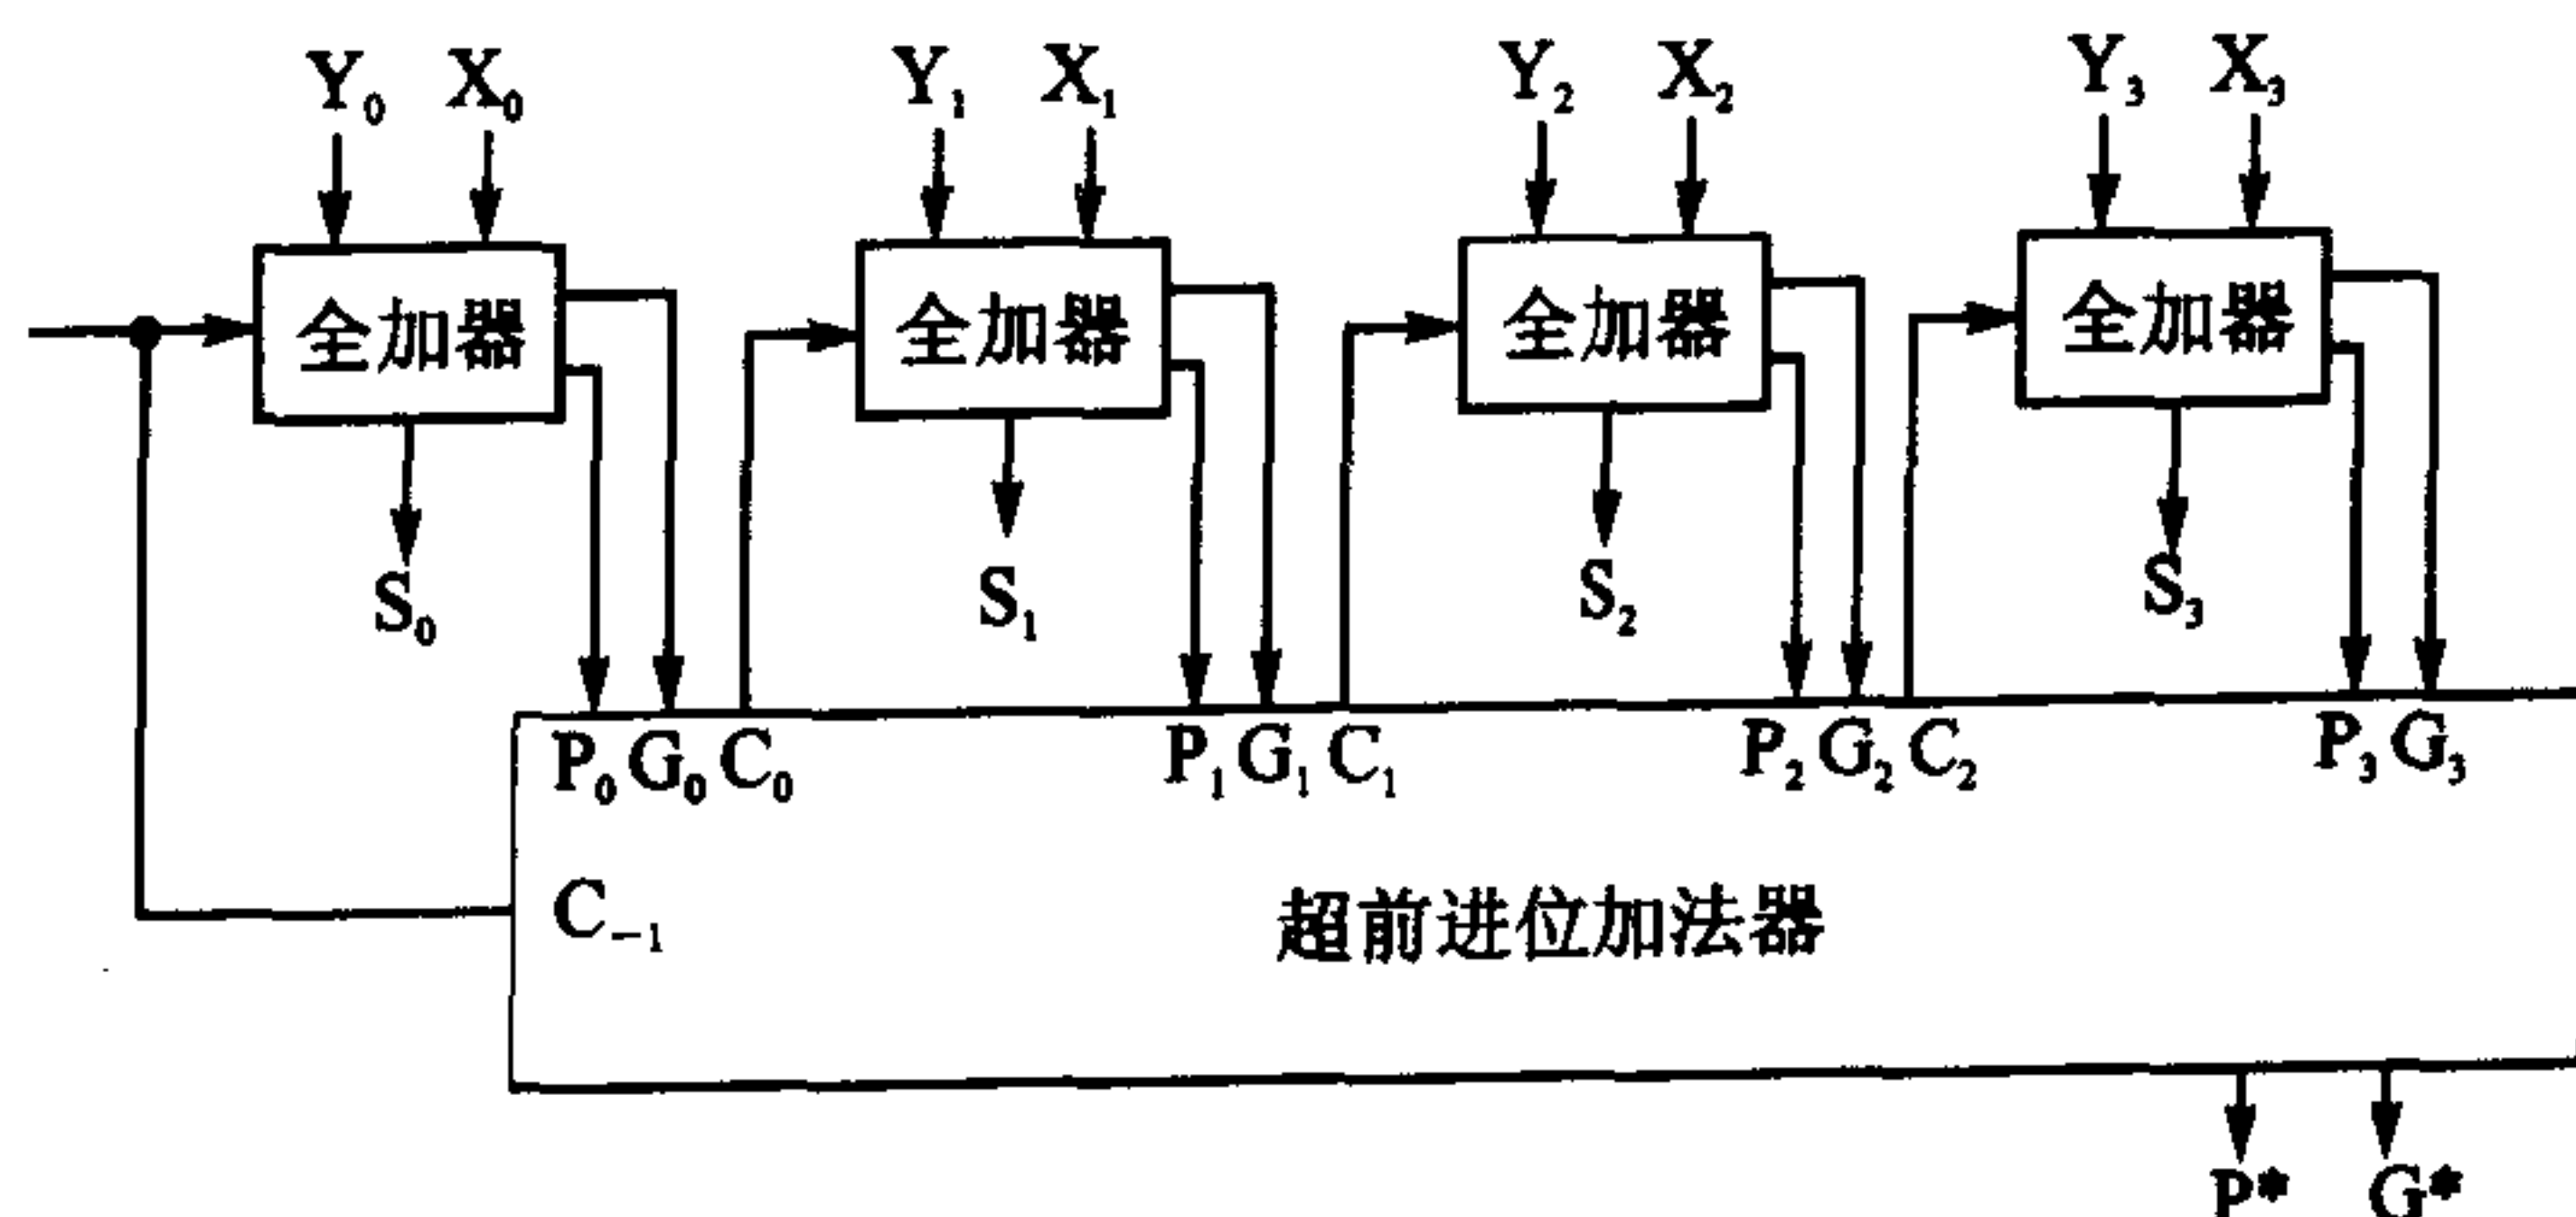 Y₀ X₀ Y₁ X₁ Y₂ X₂ Y₃ X₃
全加器 全加器 全加器 全加器
S₀ S₁ S₂ S₃
P₀ G₀ C₀ P₁ G₁ C₁ P₂ G₂ C₂ P₃ G₃
C₋₁ 超前进位加法器
P* G*